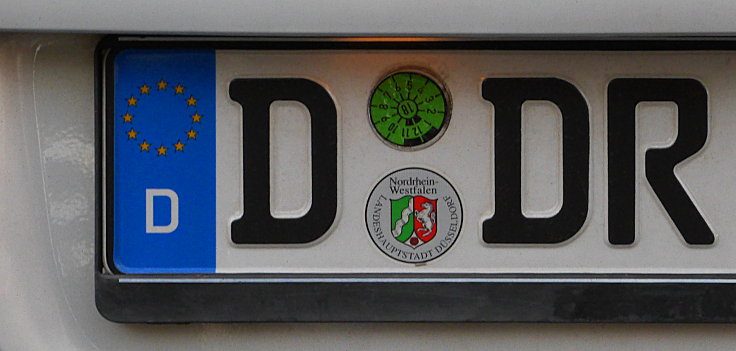 D
D
DR
Nordrhein-
Westfalen
LANDESHAUPTSTADT DÜSSELDORF